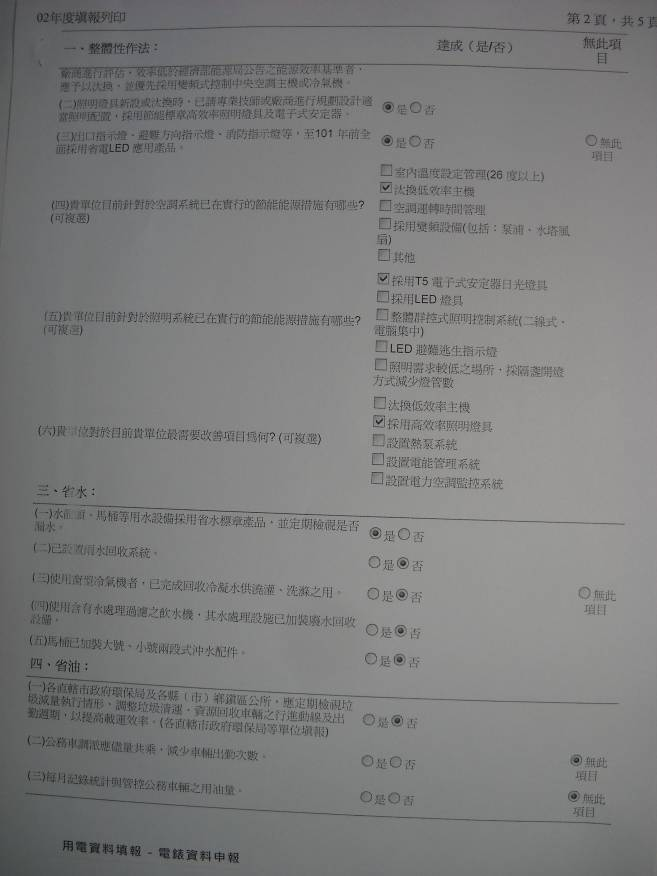 02年度填報列印
第 2 頁，共 5 頁
一、整體性作法：
達成（是/否）
無此項
目
廠商進行評估，效率低於經濟部能源局公告之能源效率基準者，
應予以汰換，並優先採用變頻式控制中央空調主機或冷氣機。
(二)照明燈具新設或汰換時，已請專業技師或廠商進行規劃設計適
當照明配置，採用節能標章高效率照明燈具及電子式安定器。
是 否
(三)出口指示燈、避難方向指示燈、消防指示燈等，至101 年前全
面採用省電LED 應用產品。
是 否
無此
項目
(四)貴單位目前針對於空調系統已在實行的節能能源措施有哪些?
(可複選)
室內溫度設定管理(26 度以上)
汰換低效率主機
空調運轉時間管理
採用變頻設備(包括：泵浦、水塔風
扇)
其他
(五)貴單位目前針對於照明系統已在實行的節能能源措施有哪些?
(可複選)
採用T5 電子式安定器日光燈具
採用LED 燈具
整體群控式照明控制系統(二線式、
電腦集中)
LED 避難逃生指示燈
照明需求較低之場所，採隔盞開燈
方式減少燈管數
(六)貴單位對於目前貴單位最需要改善項目為何? (可複選)
汰換低效率主機
採用高效率照明燈具
設置熱泵系統
設置電能管理系統
設置電力空調監控系統
三、省水：
(一)水龍頭、馬桶等用水設備採用省水標章產品，並定期檢視是否
漏水。
是 否
(二)已設置雨水回收系統。
是 否
(三)使用窗型冷氣機者，已完成回收冷凝水供澆灌、洗滌之用。
是 否
無此
項目
(四)使用含有水處理過濾之飲水機，其水處理設施已加裝廢水回收
設備。
是 否
(五)馬桶已加裝大號、小號兩段式沖水配件。
是 否
四、省油：
(一)各直轄市政府環保局及各縣（市）鄉鎮區公所，應定期檢視垃
圾減量執行情形、調整垃圾清運、資源回收車輛之行進動線及出
勤週期，以提高載運效率。(各直轄市政府環保局等單位填報)
是 否
(二)公務車調派應儘量共乘，減少車輛出勤次數。
是 否
無此
項目
(三)每月記錄統計與管控公務車輛之用油量。
是 否
無此
項目
用電資料填報 - 電錶資料申報